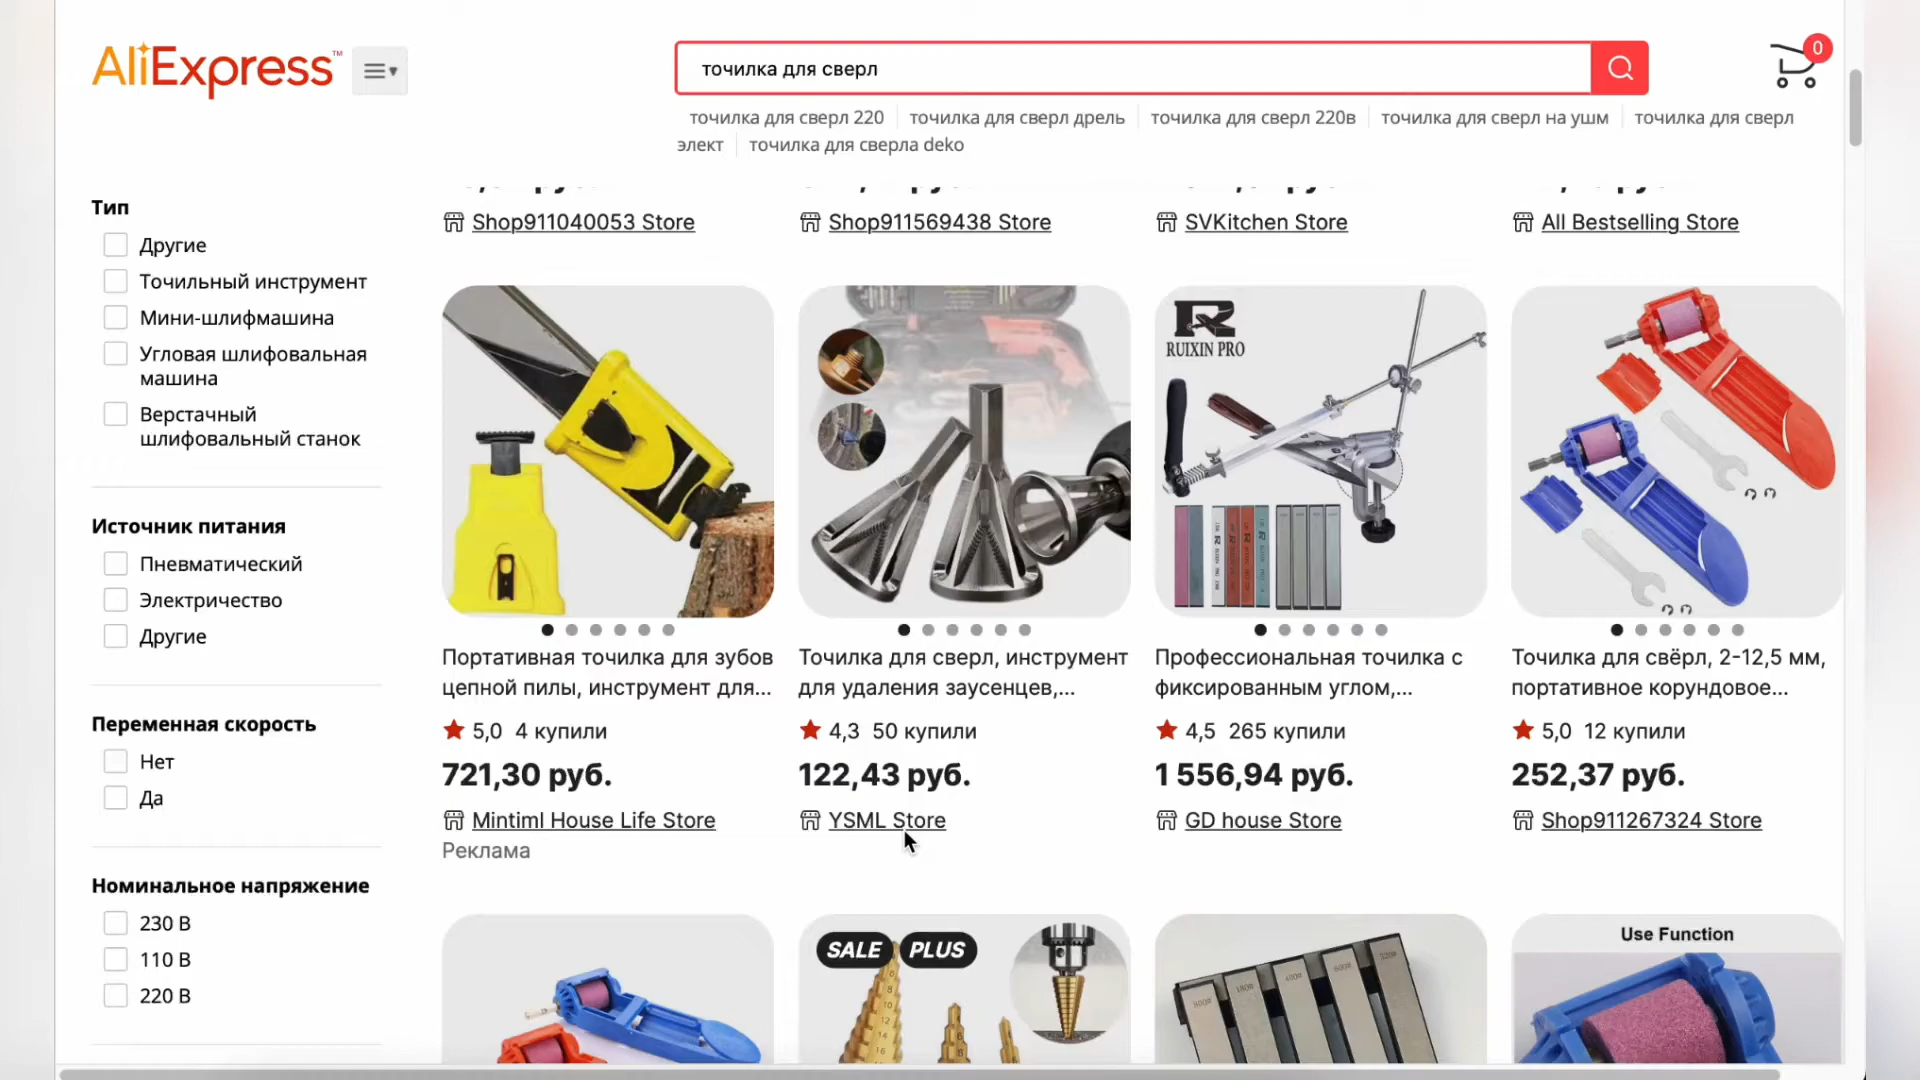 AliExpress™
точилка для сверл
0
точилка для сверл 220
точилка для сверл дрель
точилка для сверл 220в
точилка для сверл на ушм
точилка для сверл
элект
точилка для сверла deko
Тип
Другие
Точильный инструмент
Мини-шлифмашина
Угловая шлифовальная
машина
Верстачный
шлифовальный станок
Источник питания
Пневматический
Электричество
Другие
Переменная скорость
Нет
Да
Номинальное напряжение
230 В
110 В
220 В
Shop911040053 Store
Shop911569438 Store
SVKitchen Store
All Bestselling Store
RUIXIN PRO
Портативная точилка для зубов
цепной пилы, инструмент для...
5,0 4 купили
721,30 руб.
Mintiml House Life Store
Реклама
Точилка для сверл, инструмент
для удаления заусенцев,...
4,3 50 купили
122,43 руб.
YSML Store
Профессиональная точилка с
фиксированным углом,...
4,5 265 купили
1 556,94 руб.
GD house Store
Точилка для свёрл, 2-12,5 мм,
портативное корундовое...
5,0 12 купили
252,37 руб.
Shop911267324 Store
SALE PLUS
Use Function